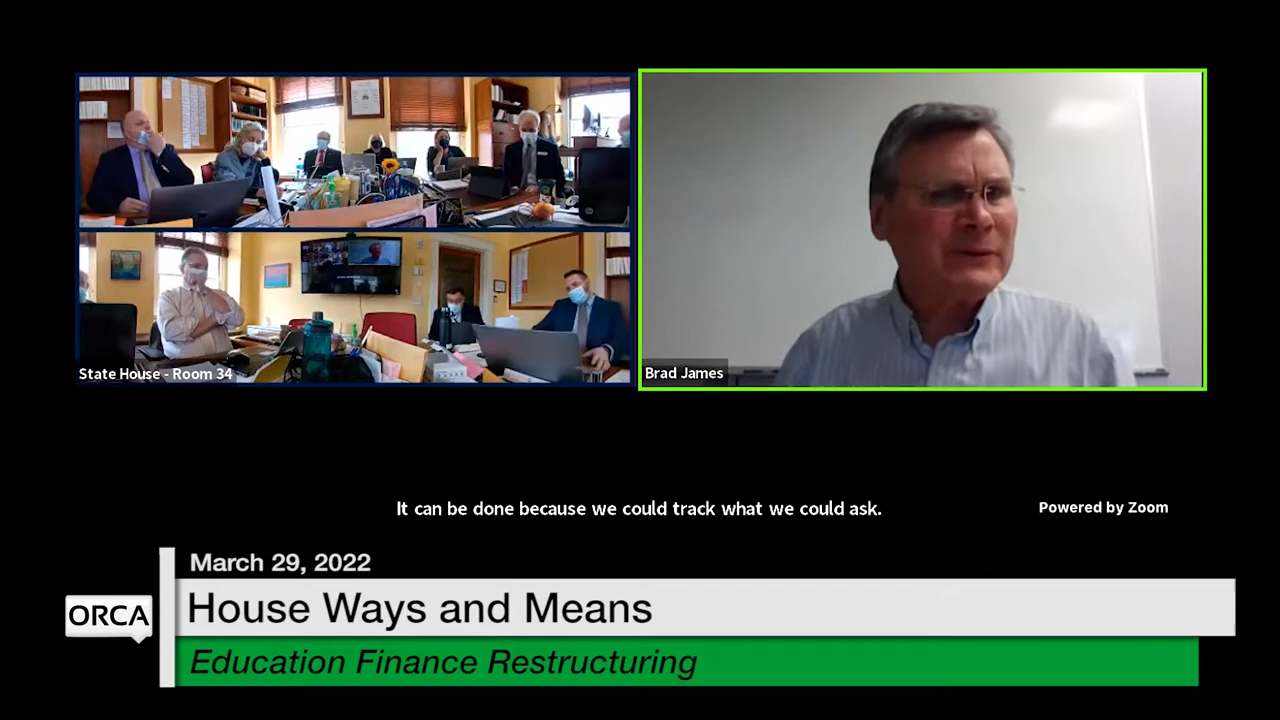 State House - Room 34
Brad James
It can be done because we could track what we could ask.
Powered by Zoom
March 29, 2022
ORCA
House Ways and Means
Education Finance Restructuring